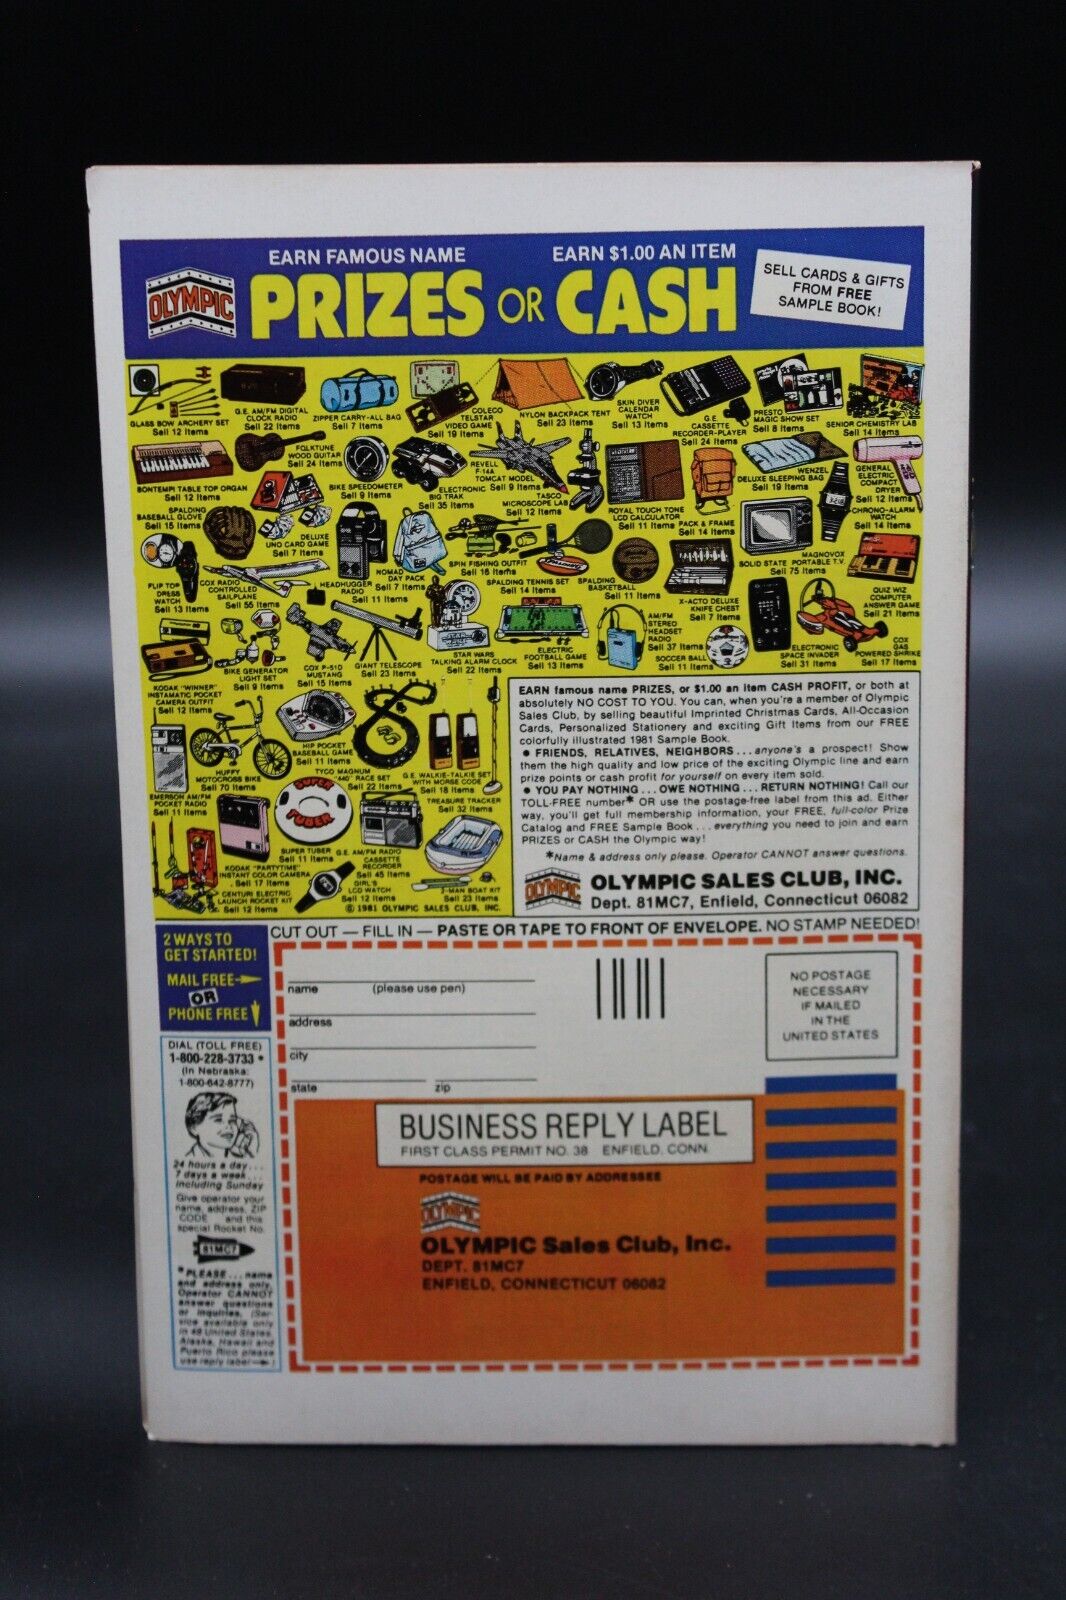 EARN FAMOUS NAME
EARN $1.00 AN ITEM
OLYMPIC
PRIZES OR CASH
SELL CARDS & GIFTS
FROM FREE
SAMPLE BOOK!
GLASS BOW ARCHERY SET
Sell 12 Items
G.E. AM/FM DIGITAL
CLOCK RADIO
Sell 22 Items
ZIPPER CARRY-ALL BAG
Sell 7 Items
COLECO
TELSTAR
VIDEO GAME
Sell 19 Items
NYLON BACKPACK TENT
Sell 23 Items
SKIN DIVER
CALENDAR
WATCH
Sell 13 Items
G.E.
CASSETTE
RECORDER-PLAYER
Sell 24 Items
PRESTO
MAGIC SHOW SET
Sell 8 Items
SENIOR CHEMISTRY LAB
Sell 14 Items
BONTEMPI TABLE TOP ORGAN
Sell 12 Items
FOLKTUNE
WOOD GUITAR
Sell 24 Items
BIKE SPEEDOMETER
Sell 9 Items
ELECTRONIC
BIG TRAK
Sell 35 Items
REVELL
F-14A
TOMCAT MODEL
Sell 9 Items
TASCO
MICROSCOPE LAB
Sell 12 Items
ROYAL TOUCH TONE
LCD CALCULATOR
Sell 11 Items
PACK & FRAME
Sell 14 Items
WENZEL
DELUXE SLEEPING BAG
Sell 19 Items
GENERAL
ELECTRIC
COMPACT
DRYER
Sell 12 Items
SPALDING
BASEBALL GLOVE
Sell 15 Items
DELUXE
UNO CARD GAME
Sell 7 Items
HEADHUGGER
RADIO
Sell 11 Items
NOMAD
DAY PACK
Sell 7 Items
SPIN FISHING OUTFIT
Sell 16 Items
SPALDING TENNIS SET
Sell 14 Items
SPALDING
BASKETBALL
Sell 11 Items
X-ACTO DELUXE
KNIFE CHEST
Sell 7 Items
MAGNOVOX
SOLID STATE PORTABLE T.V.
Sell 75 Items
CHRONO-ALARM
WATCH
Sell 14 Items
FLIP TOP
DRESS
WATCH
Sell 13 Items
COX RADIO
CONTROLLED
SAILPLANE
Sell 55 Items
QUIZ WIZ
COMPUTER
ANSWER GAME
Sell 21 Items
KODAK "WINNER"
INSTAMATIC POCKET
CAMERA OUTFIT
Sell 12 Items
BIKE GENERATOR
LIGHT SET
Sell 9 Items
COX P-51D
MUSTANG
Sell 15 Items
GIANT TELESCOPE
Sell 23 Items
STAR WARS
TALKING ALARM CLOCK
Sell 22 Items
ELECTRIC
FOOTBALL GAME
Sell 13 Items
AM/FM
STEREO
HEADSET
RADIO
Sell 37 Items
SOCCER BALL
Sell 11 Items
ELECTRONIC
SPACE INVADER
Sell 31 Items
COX
GAS
POWERED SHRIKE
Sell 17 Items
EMERSON AM/FM
POCKET RADIO
Sell 11 Items
HUFFY
MOTOCROSS BIKE
Sell 70 Items
HIP POCKET
BASEBALL GAME
Sell 11 Items
TYCO MAGNUM
"440" RACE SET
Sell 22 Items
G.E. WALKIE-TALKIE SET
WITH MORSE CODE
Sell 18 Items
TREASURE TRACKER
Sell 32 Items
SUPER
TUBER
SUPER TUBER
Sell 11 Items
KODAK "PARTYTIME"
INSTANT COLOR CAMERA
Sell 17 Items
G.E. AM/FM RADIO
CASSETTE
RECORDER
Sell 45 Items
CENTURI ELECTRIC
LAUNCH ROCKET KIT
Sell 12 Items
GIRL'S
LCD WATCH
Sell 12 Items
2-MAN BOAT KIT
Sell 23 Items
© 1981 OLYMPIC SALES CLUB, INC.
EARN famous name PRIZES, or $1.00 an item CASH PROFIT, or both at
absolutely NO COST TO YOU. You can, when you're a member of Olympic
Sales Club, by selling beautiful Imprinted Christmas Cards, All-Occasion
Cards, Personalized Stationery and exciting Gift Items from our FREE
colorfully illustrated 1981 Sample Book.
● FRIENDS, RELATIVES, NEIGHBORS...anyone's a prospect! Show
them the high quality and low price of the exciting Olympic line and earn
prize points or cash profit for yourself on every item sold.
● YOU PAY NOTHING...OWE NOTHING...RETURN NOTHING! Call our
TOLL-FREE number* OR use the postage-free label from this ad. Either
way, you'll get full membership information, your FREE, full-color Prize
Catalog and FREE Sample Book...everything you need to join and earn
PRIZES or CASH the Olympic way!
*Name & address only please. Operator CANNOT answer questions.
OLYMPIC
OLYMPIC SALES CLUB, INC.
Dept. 81MC7, Enfield, Connecticut 06082
2 WAYS TO
GET STARTED!
MAIL FREE
OR
PHONE FREE
CUT OUT — FILL IN — PASTE OR TAPE TO FRONT OF ENVELOPE. NO STAMP NEEDED!
name (please use pen)
address
city
state zip
NO POSTAGE
NECESSARY
IF MAILED
IN THE
UNITED STATES
DIAL (TOLL FREE)
1-800-228-3733 *
(In Nebraska:
1-800-642-8777)
24 hours a day...
7 days a week...
including Sunday
Give operator your
name, address, ZIP
CODE and this
special Rocket No.
81MC7
*PLEASE...name
and address only.
Operator CANNOT
answer questions
or inquiries. (Ser-
vice available only
in 48 United States.
Alaska, Hawaii and
Puerto Rico please
use reply label → )
BUSINESS REPLY LABEL
FIRST CLASS PERMIT NO. 38 ENFIELD, CONN.
POSTAGE WILL BE PAID BY ADDRESSEE
OLYMPIC
OLYMPIC Sales Club, Inc.
DEPT. 81MC7
ENFIELD, CONNECTICUT 06082